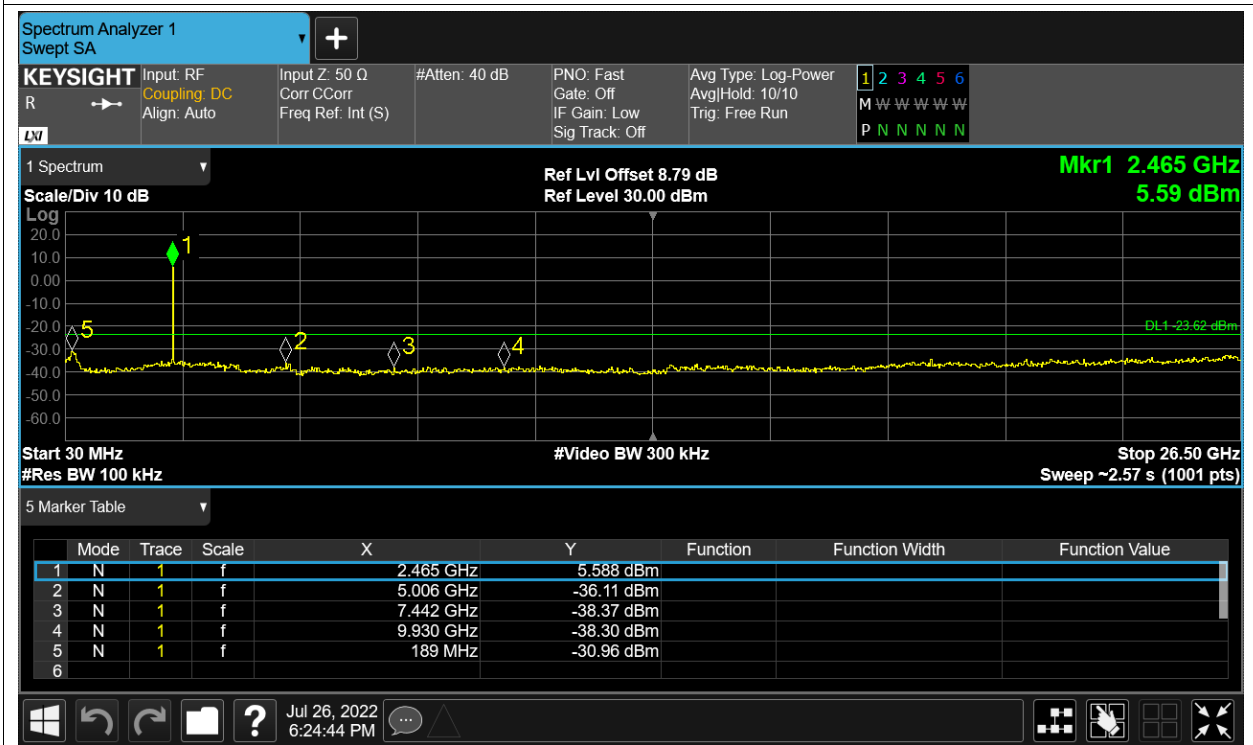 Spectrum Analyzer 1
Swept SA
KEYSIGHT Input: RF Input Z: 50 Ω #Atten: 40 dB PNO: Fast Avg Type: Log-Power 1 2 3 4 5 6
R Coupling: DC Corr CCorr Gate: Off Avg|Hold: 10/10 M W W W W W
Align: Auto Freq Ref: Int (S) IF Gain: Low Trig: Free Run
LXI Sig Track: Off P N N N N N
1 Spectrum Ref Lvl Offset 8.79 dB Mkr1 2.465 GHz
Scale/Div 10 dB Ref Level 30.00 dBm 5.59 dBm
Log
20.0
1
10.0
0.00
-10.0
-20.0 5 DL1 -23.62 dBm
-30.0 2 3 4
-40.0
-50.0
-60.0
Start 30 MHz #Video BW 300 kHz Stop 26.50 GHz
#Res BW 100 kHz Sweep ~2.57 s (1001 pts)
5 Marker Table
Mode Trace Scale X Y Function Function Width Function Value
1 N 1 f 2.465 GHz 5.588 dBm
2 N 1 f 5.006 GHz -36.11 dBm
3 N 1 f 7.442 GHz -38.37 dBm
4 N 1 f 9.930 GHz -38.30 dBm
5 N 1 f 189 MHz -30.96 dBm
6
? Jul 26, 2022
6:24:44 PM